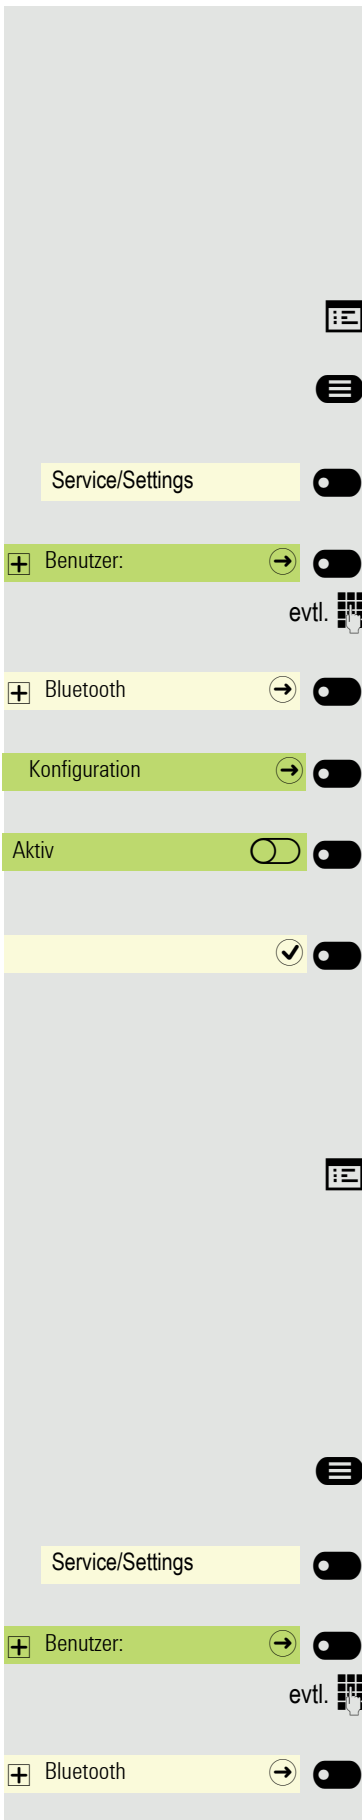 Service/Settings
Benutzer:
evtl.
Bluetooth
Konfiguration
Aktiv
Service/Settings
Benutzer:
evtl.
Bluetooth